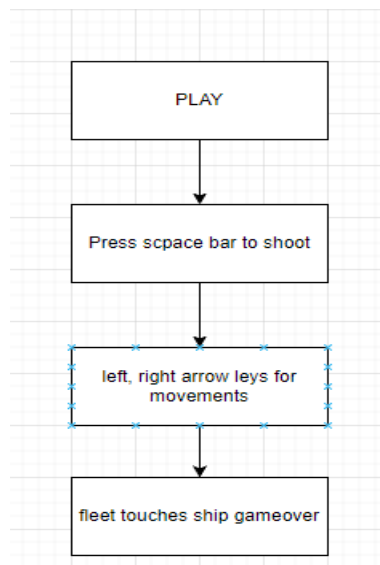 PLAY
Press scpace bar to shoot
left, right arrow leys for
movements
fleet touches ship gameover